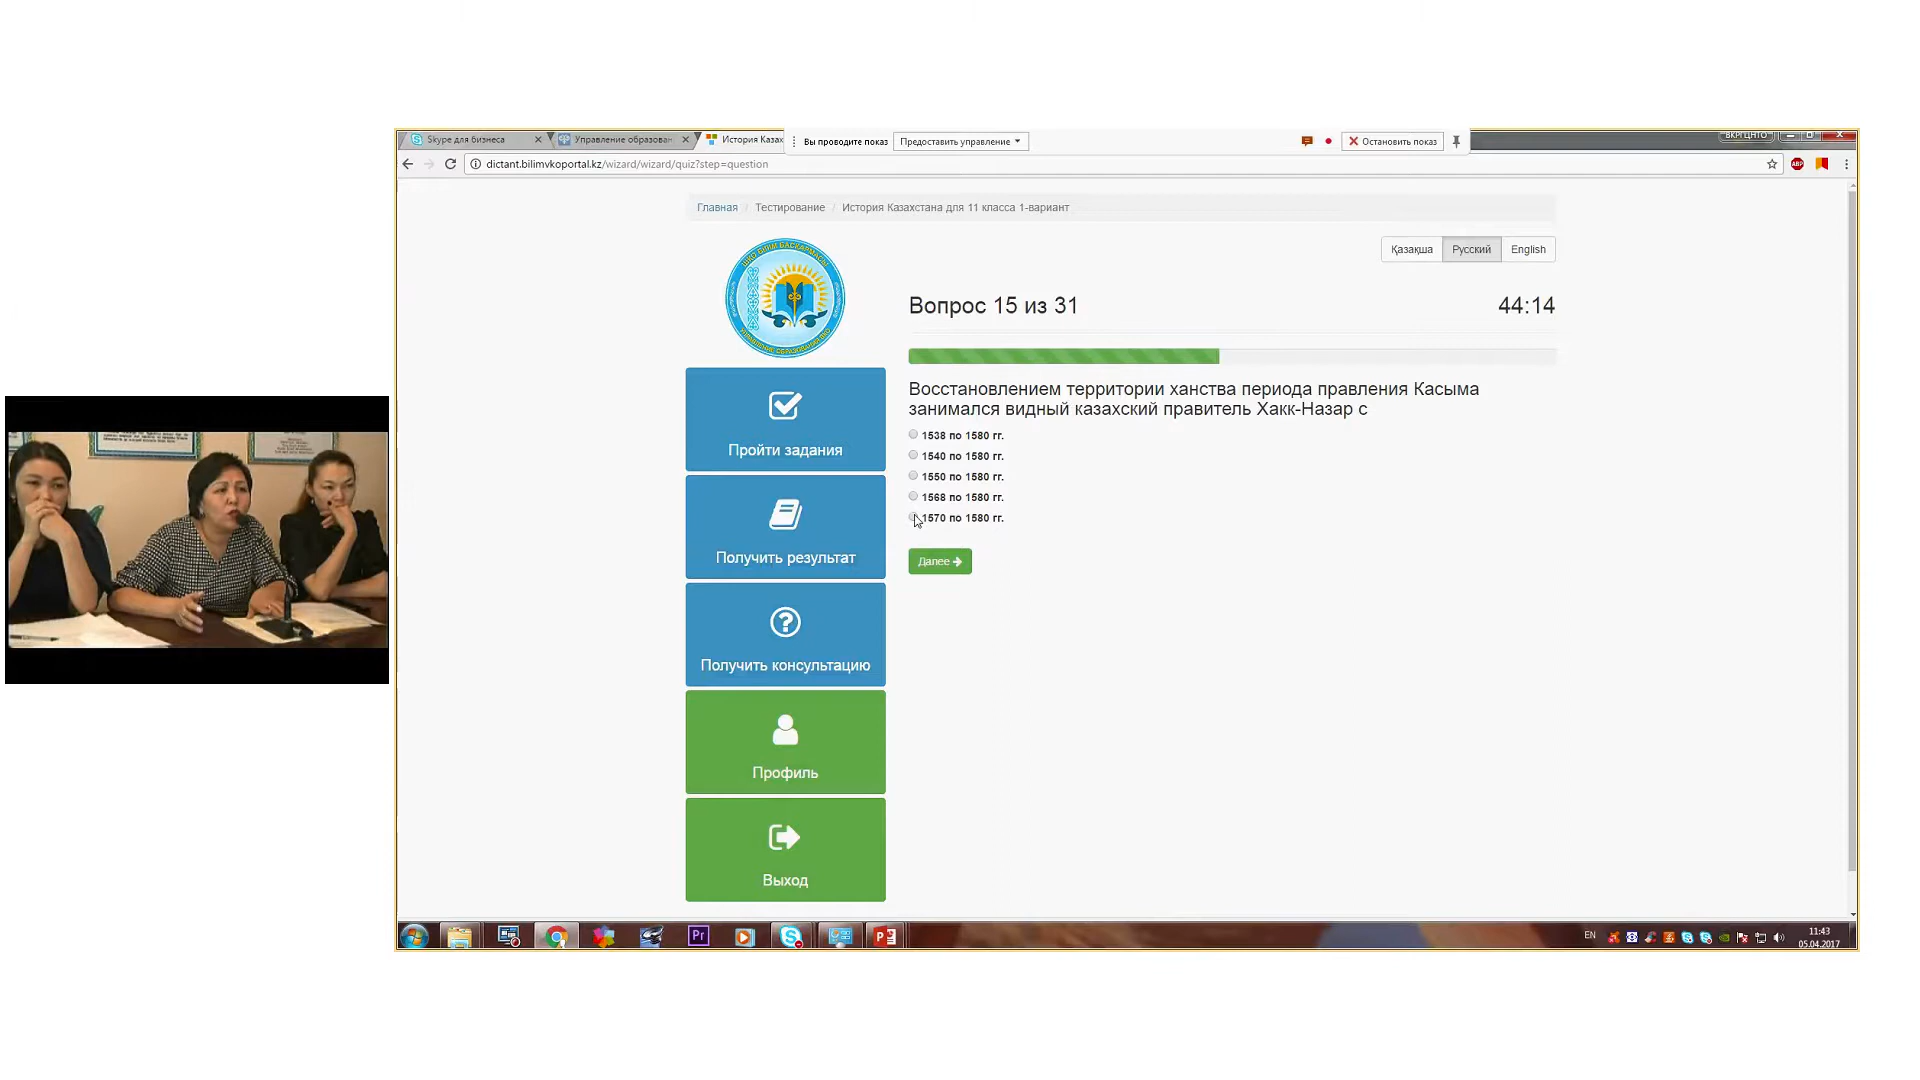 Skype для бизнеса
Управление образован
История Казах
Вы проводите показ
Предоставить управление
Остановить показ
ВКРГЦНТО
dictant.bilimvkoportal.kz/wizard/wizard/quiz?step=question
Главная / Тестирование / История Казахстана для 11 класса 1-вариант
Қазақша
Русский
English
Вопрос 15 из 31
44:14
Восстановлением территории ханства периода правления Касыма
занимался видный казахский правитель Хакк-Назар с
1538 по 1580 гг.
1540 по 1580 гг.
1550 по 1580 гг.
1568 по 1580 гг.
1570 по 1580 гг.
Далее
Пройти задания
Получить результат
Получить консультацию
Профиль
Выход
Pr
EN
11:43
05.04.2017